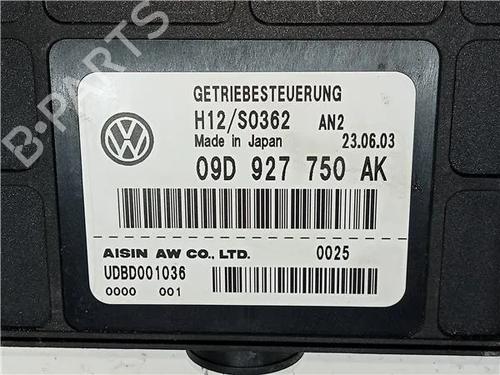 GETRIEBESTEUERUNG
H12/S0362 AN2
Made in Japan 23.06.03
09D 927 750 AK
AISIN AW CO., LTD. 0025
UDBD001036
0000 001
B-PARTS